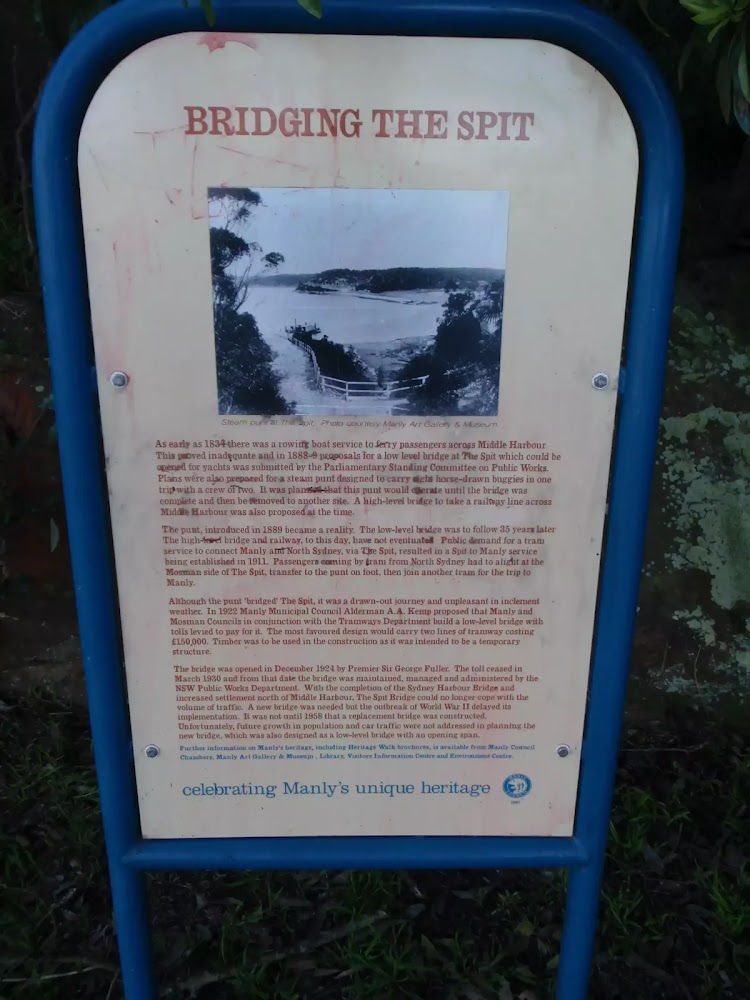 BRIDGING THE SPIT
Steam punt at The Spit. Photo courtesy Manly Art Gallery & Museum
As early as 1834 there was a rowing boat service to ferry passengers across Middle Harbour
This proved inadequate and in 1888-9 proposals for a low level bridge at The Spit which could be
opened for yachts was submitted by the Parliamentary Standing Committee on Public Works.
Plans were also prepared for a steam punt designed to carry eight horse-drawn buggies in one
trip with a crew of two. It was planned that this punt would operate until the bridge was
complete and then be removed to another site. A high-level bridge to take a railway line across
Middle Harbour was also proposed at the time.
The punt, introduced in 1889 became a reality. The low-level bridge was to follow 35 years later
The high-level bridge and railway, to this day, have not eventuated Public demand for a tram
service to connect Manly and North Sydney, via The Spit, resulted in a Spit to Manly service
being established in 1911. Passengers coming by tram from North Sydney had to alight at the
Mosman side of The Spit, transfer to the punt on foot, then join another tram for the trip to
Manly.
Although the punt 'bridged' The Spit, it was a drawn-out journey and unpleasant in inclement
weather. In 1922 Manly Municipal Council Alderman A.A. Kemp proposed that Manly and
Mosman Councils in conjunction with the Tramways Department build a low-level bridge with
tolls levied to pay for it. The most favoured design would carry two lines of tramway costing
£150,000. Timber was to be used in the construction as it was intended to be a temporary
structure.
The bridge was opened in December 1924 by Premier Sir George Fuller. The toll ceased in
March 1930 and from that date the bridge was maintained, managed and administered by the
NSW Public Works Department. With the completion of the Sydney Harbour Bridge and
increased settlement north of Middle Harbour, The Spit Bridge could no longer cope with the
volume of traffic. A new bridge was needed but the outbreak of World War II delayed its
implementation. It was not until 1958 that a replacement bridge was constructed.
Unfortunately, future growth in population and car traffic were not addressed in planning the
new bridge, which was also designed as a low-level bridge with an opening span.
Further information on Manly's heritage, including Heritage Walk brochures, is available from Manly Council
Chambers, Manly Art Gallery & Museum , Library, Visitors Information Centre and Environment Centre.
celebrating Manly's unique heritage